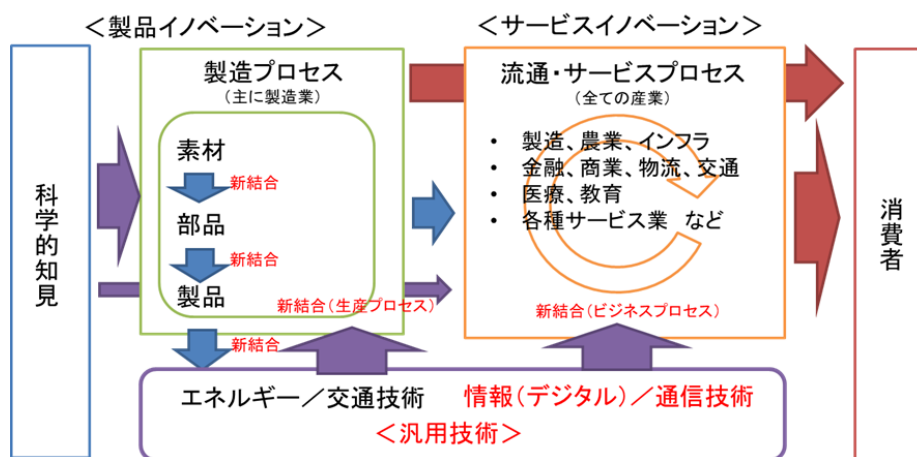 ＜製品イノベーション＞
＜サービスイノベーション＞
科学的知見
製造プロセス
（主に製造業）
素材
新結合
部品
新結合
製品
新結合（生産プロセス）
新結合
流通・サービスプロセス
（全ての産業）
• 製造、農業、インフラ
• 金融、商業、物流、交通
• 医療、教育
• 各種サービス業　など
新結合（ビジネスプロセス）
消費者
エネルギー／交通技術
情報（デジタル）／通信技術
＜汎用技術＞